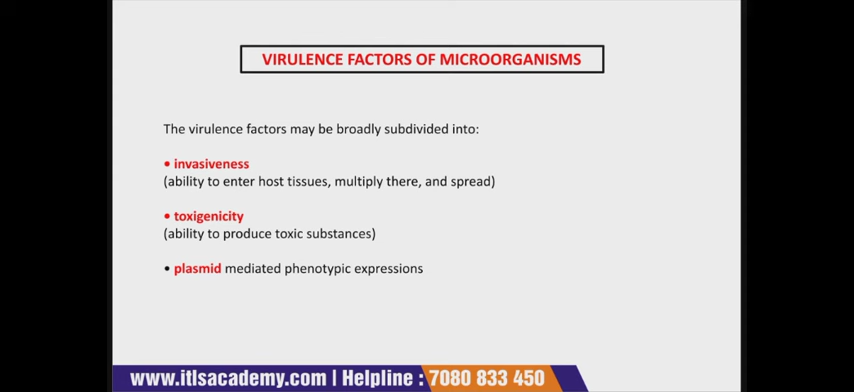 VIRULENCE FACTORS OF MICROORGANISMS
The virulence factors may be broadly subdivided into:
• invasiveness
(ability to enter host tissues, multiply there, and spread)
• toxigenicity
(ability to produce toxic substances)
• plasmid mediated phenotypic expressions
www.itlsacademy.com | Helpline : 7080 833 450